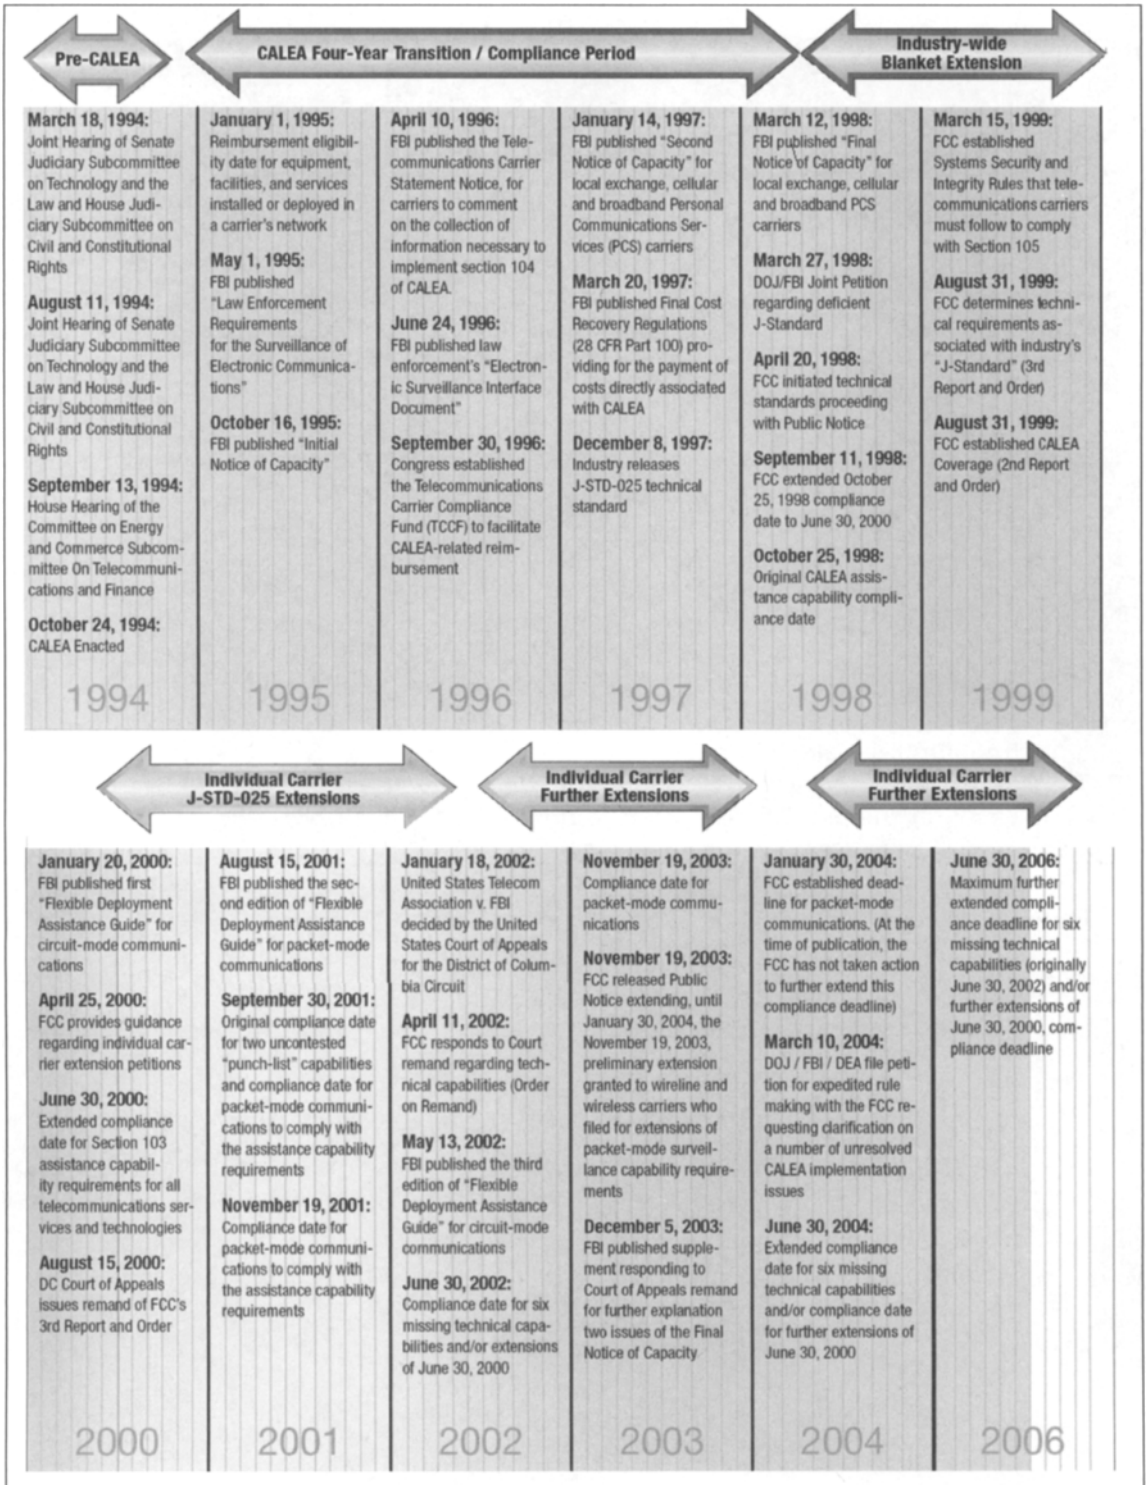 Pre-CALEA
CALEA Four-Year Transition / Compliance Period
Industry-wide
Blanket Extension
March 18, 1994:
Joint Hearing of Senate
Judiciary Subcommittee
on Technology and the
Law and House Judi-
ciary Subcommittee on
Civil and Constitutional
Rights
August 11, 1994:
Joint Hearing of Senate
Judiciary Subcommittee
on Technology and the
Law and House Judi-
ciary Subcommittee on
Civil and Constitutional
Rights
September 13, 1994:
House Hearing of the
Committee on Energy
and Commerce Subcom-
mittee On Telecommuni-
cations and Finance
October 24, 1994:
CALEA Enacted
1994
January 1, 1995:
Reimbursement eligibil-
ity date for equipment,
facilities, and services
installed or deployed in
a carrier's network
May 1, 1995:
FBI published
"Law Enforcement
Requirements
for the Surveillance of
Electronic Communica-
tions"
October 16, 1995:
FBI published "Initial
Notice of Capacity"
1995
April 10, 1996:
FBI published the Tele-
communications Carrier
Statement Notice, for
carriers to comment
on the collection of
information necessary to
implement section 104
of CALEA.
June 24, 1996:
FBI published law
enforcement's "Electron-
ic Surveillance Interface
Document"
September 30, 1996:
Congress established
the Telecommunications
Carrier Compliance
Fund (TCCF) to facilitate
CALEA-related reim-
bursement
1996
January 14, 1997:
FBI published "Second
Notice of Capacity" for
local exchange, cellular
and broadband Personal
Communications Ser-
vices (PCS) carriers
March 20, 1997:
FBI published Final Cost
Recovery Regulations
(28 CFR Part 100) pro-
viding for the payment of
costs directly associated
with CALEA
December 8, 1997:
Industry releases
J-STD-025 technical
standard
1997
March 12, 1998:
FBI published "Final
Notice of Capacity" for
local exchange, cellular
and broadband PCS
carriers
March 27, 1998:
DOJ/FBI Joint Petition
regarding deficient
J-Standard
April 20, 1998:
FCC initiated technical
standards proceeding
with Public Notice
September 11, 1998:
FCC extended October
25, 1998 compliance
date to June 30, 2000
October 25, 1998:
Original CALEA assis-
tance capability compli-
ance date
1998
March 15, 1999:
FCC established
Systems Security and
Integrity Rules that tele-
communications carriers
must follow to comply
with Section 105
August 31, 1999:
FCC determines techni-
cal requirements as-
sociated with industry's
"J-Standard" (3rd
Report and Order)
August 31, 1999:
FCC established CALEA
Coverage (2nd Report
and Order)
1999
Individual Carrier
J-STD-025 Extensions
Individual Carrier
Further Extensions
Individual Carrier
Further Extensions
January 20, 2000:
FBI published first
"Flexible Deployment
Assistance Guide" for
circuit-mode communi-
cations
April 25, 2000:
FCC provides guidance
regarding individual car-
rier extension petitions
June 30, 2000:
Extended compliance
date for Section 103
assistance capabil-
ity requirements for all
telecommunications ser-
vices and technologies
August 15, 2000:
DC Court of Appeals
issues remand of FCC's
3rd Report and Order
2000
August 15, 2001:
FBI published the sec-
ond edition of "Flexible
Deployment Assistance
Guide" for packet-mode
communications
September 30, 2001:
Original compliance date
for two uncontested
"punch-list" capabilities
and compliance date for
packet-mode communi-
cations to comply with
the assistance capability
requirements
November 19, 2001:
Compliance date for
packet-mode communi-
cations to comply with
the assistance capability
requirements
2001
January 18, 2002:
United States Telecom
Association v. FBI
decided by the United
States Court of Appeals
for the District of Colum-
bia Circuit
April 11, 2002:
FCC responds to Court
remand regarding tech-
nical capabilities (Order
on Remand)
May 13, 2002:
FBI published the third
edition of "Flexible
Deployment Assistance
Guide" for circuit-mode
communications
June 30, 2002:
Compliance date for six
missing technical capa-
bilities and/or extensions
of June 30, 2000
2002
November 19, 2003:
Compliance date for
packet-mode commu-
nications
November 19, 2003:
FCC released Public
Notice extending, until
January 30, 2004, the
November 19, 2003,
preliminary extension
granted to wireline and
wireless carriers who
filed for extensions of
packet-mode surveil-
lance capability require-
ments
December 5, 2003:
FBI published supple-
ment responding to
Court of Appeals remand
for further explanation
two issues of the Final
Notice of Capacity
2003
January 30, 2004:
FCC established dead-
line for packet-mode
communications. (At the
time of publication, the
FCC has not taken action
to further extend this
compliance deadline)
March 10, 2004:
DOJ / FBI / DEA file peti-
tion for expedited rule
making with the FCC re-
questing clarification on
a number of unresolved
CALEA implementation
issues
June 30, 2004:
Extended compliance
date for six missing
technical capabilities
and/or compliance date
for further extensions of
June 30, 2000
2004
June 30, 2006:
Maximum further
extended compli-
ance deadline for six
missing technical
capabilities (originally
June 30, 2002) and/or
further extensions of
June 30, 2000, com-
pliance deadline
2006